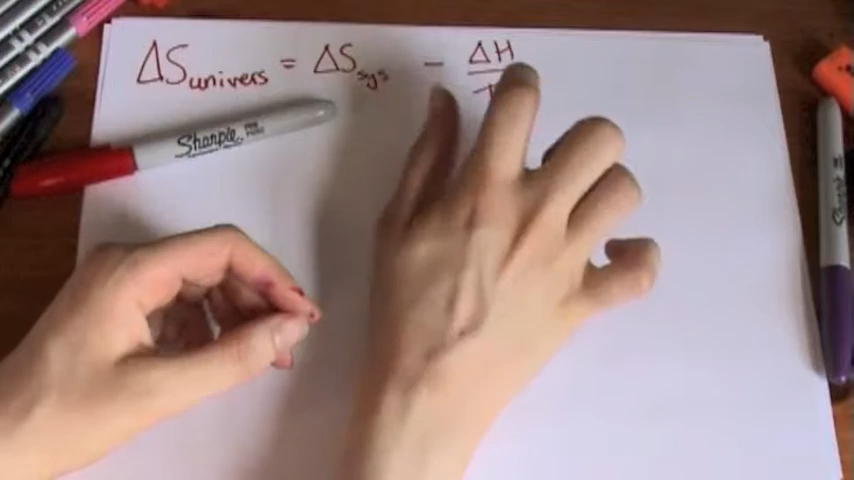 ΔSunivers = ΔSsys - ΔH/T
Sharpie